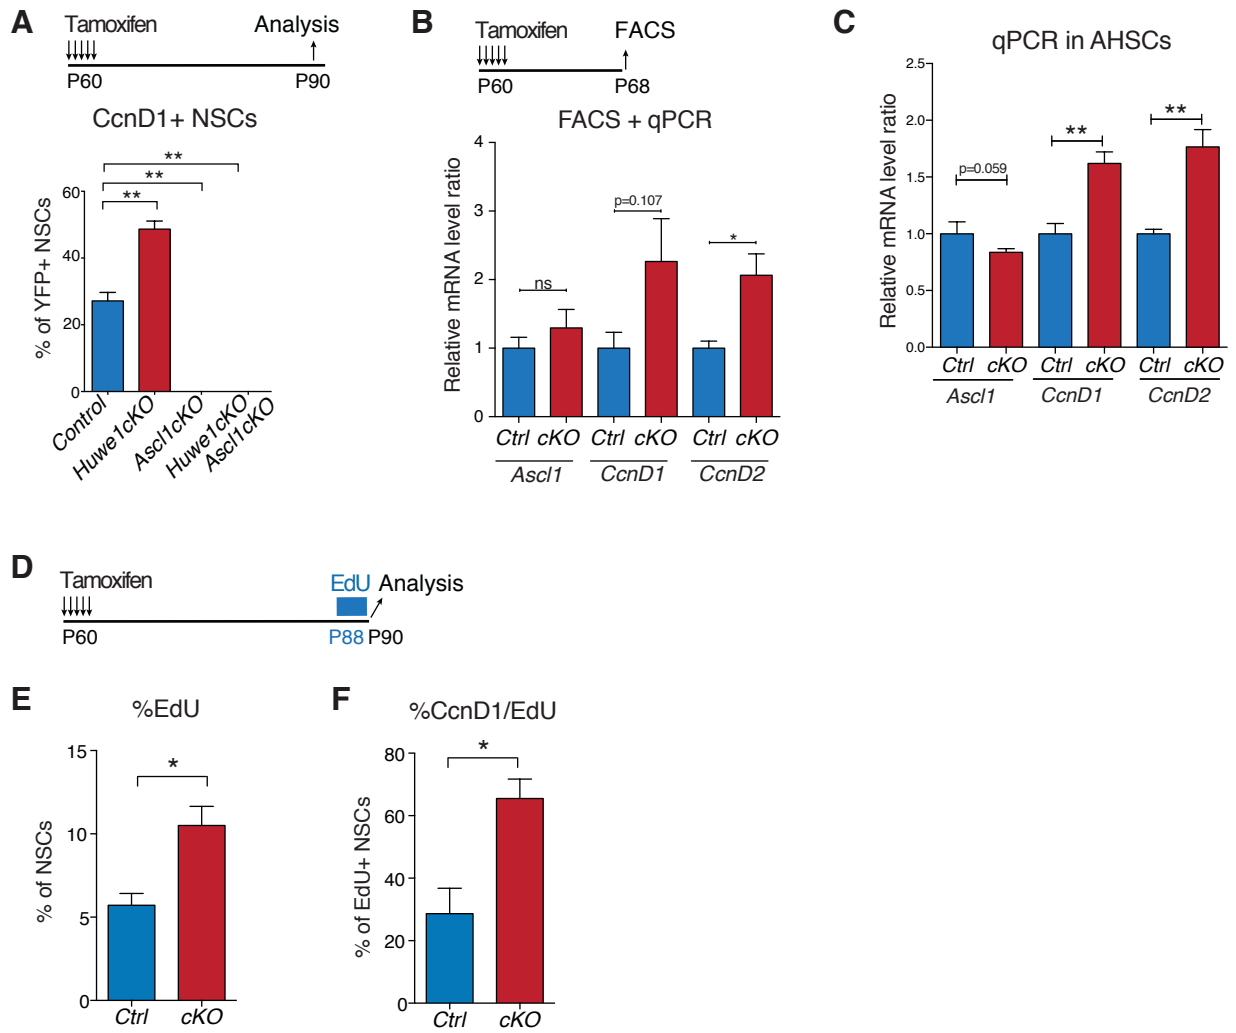 A
Tamoxifen
Analysis
P60
P90
CcnD1+ NSCs
**
**
**
% of YFP+ NSCs
60
40
20
0
Control
Huwe1cKO
Ascl1cKO
Huwe1cKO
Ascl1cKO
B
Tamoxifen
FACS
P60
P68
FACS + qPCR
Relative mRNA level ratio
4
3
2
1
0
ns
p=0.107
*
Ctrl cKO Ctrl cKO Ctrl cKO
Ascl1 CcnD1 CcnD2
C
qPCR in AHSCs
Relative mRNA level ratio
2.5
2.0
1.5
1.0
0.5
0.0
p=0.059
**
**
Ctrl cKO Ctrl cKO Ctrl cKO
Ascl1 CcnD1 CcnD2
D
Tamoxifen
EdU Analysis
P60
P88 P90
E
%EdU
% of NSCs
15
10
5
0
*
Ctrl cKO
F
%CcnD1/EdU
% of EdU+ NSCs
80
60
40
20
0
*
Ctrl cKO